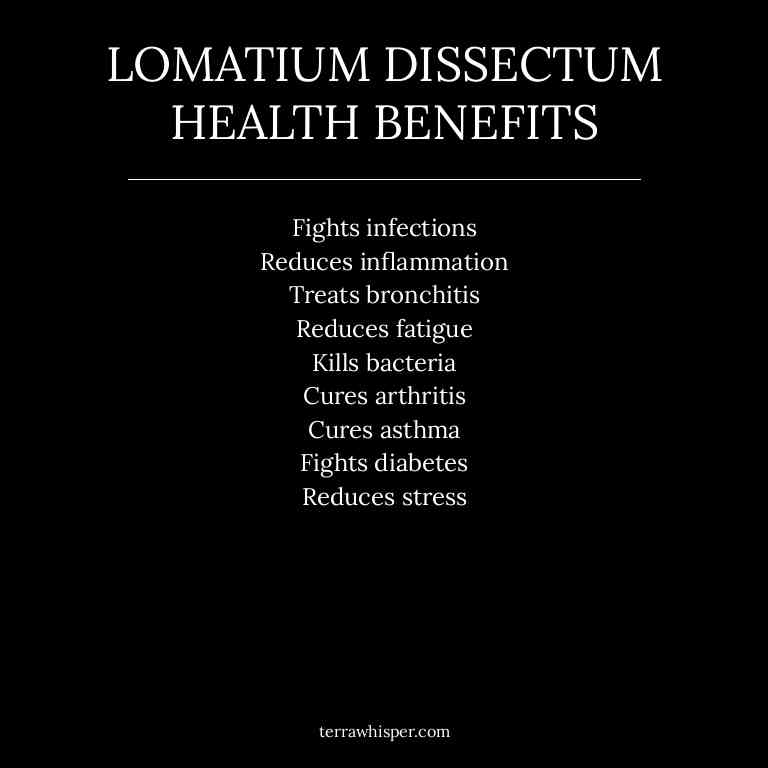 LOMATIUM DISSECTUM
HEALTH BENEFITS
Fights infections
Reduces inflammation
Treats bronchitis
Reduces fatigue
Kills bacteria
Cures arthritis
Cures asthma
Fights diabetes
Reduces stress
terrawhisper.com